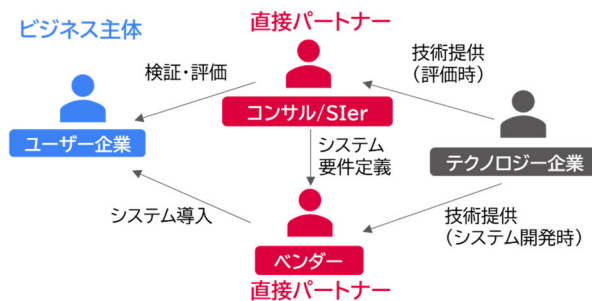 ビジネス主体
直接パートナー
検証・評価
技術提供
（評価時）
コンサル/SIer
ユーザー企業
システム
要件定義
テクノロジー企業
システム導入
技術提供
（システム開発時）
ベンダー
直接パートナー